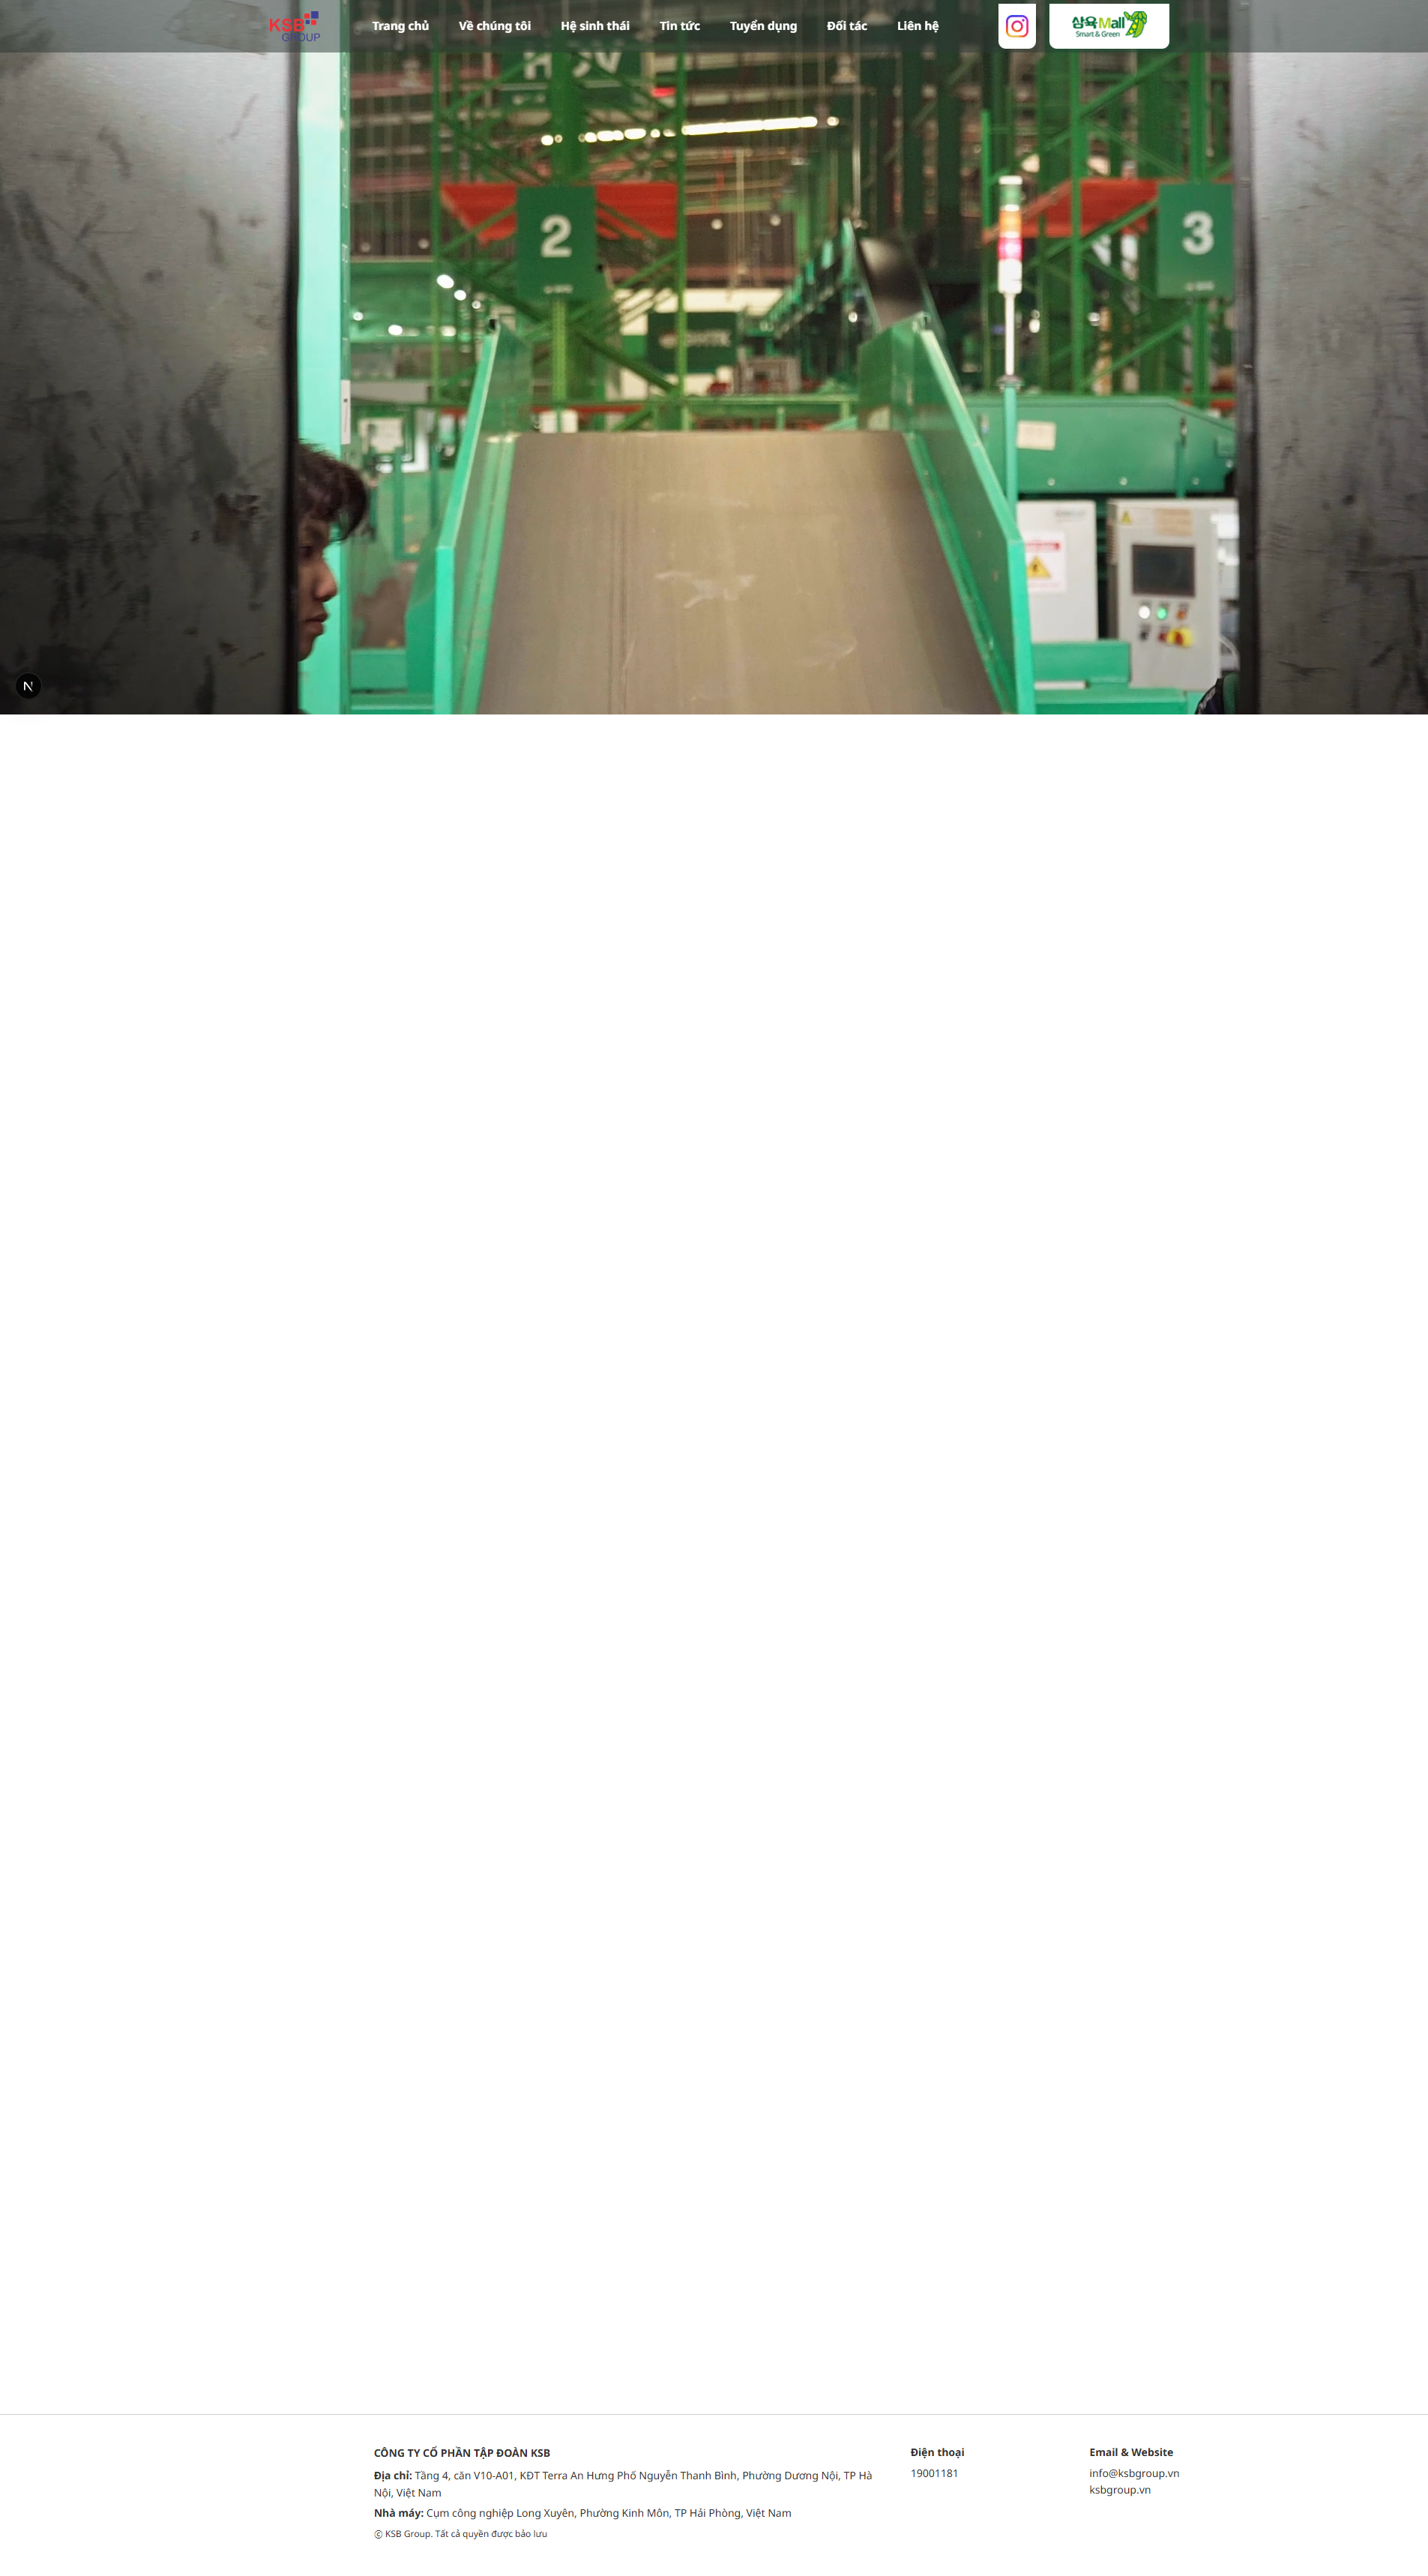 KSB
GROUP
Trang chủ
Về chúng tôi
Hệ sinh thái
Tin tức
Tuyển dụng
Đối tác
Liên hệ
삼육Mall
Smart & Green
2
3
N
CÔNG TY CỔ PHẦN TẬP ĐOÀN KSB
Địa chỉ: Tầng 4, căn V10-A01, KĐT Terra An Hưng Phố Nguyễn Thanh Bình, Phường Dương Nội, TP Hà
Nội, Việt Nam
Nhà máy: Cụm công nghiệp Long Xuyên, Phường Kinh Môn, TP Hải Phòng, Việt Nam
© KSB Group. Tất cả quyền được bảo lưu
Điện thoại
19001181
Email & Website
info@ksbgroup.vn
ksbgroup.vn